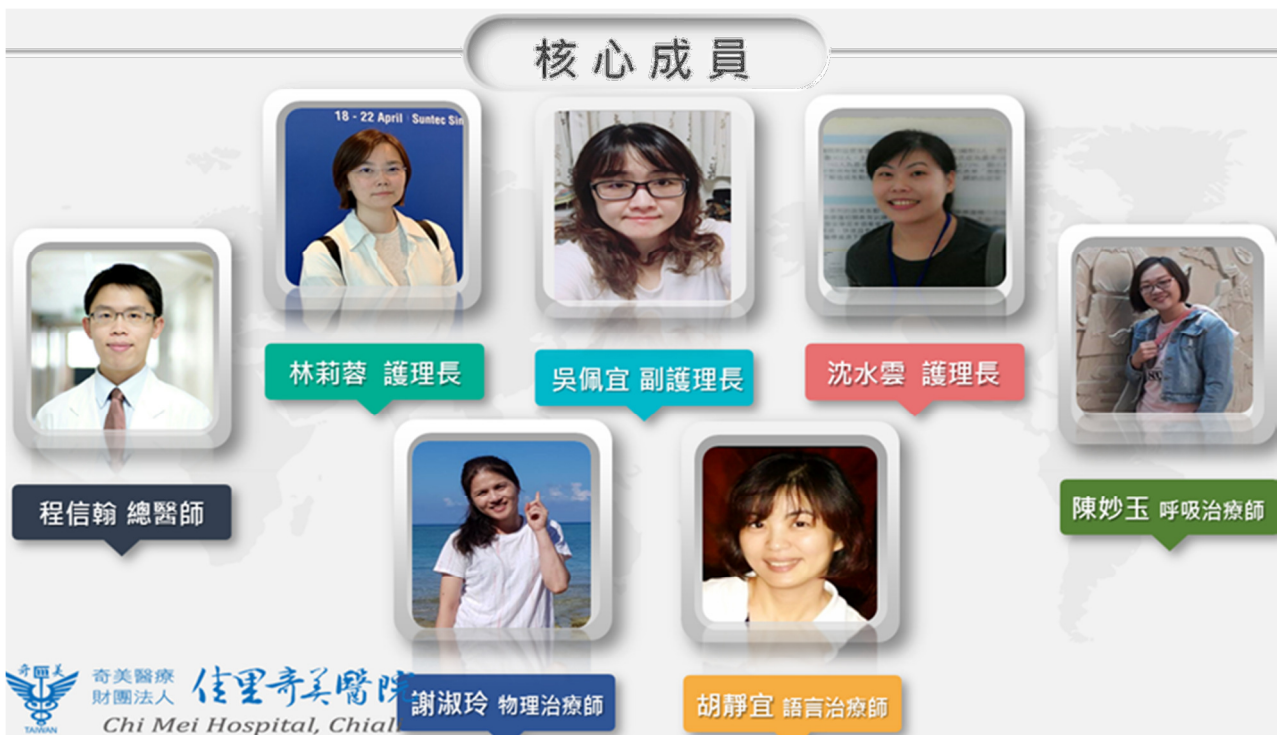 核心成員
18 - 22 April Suntec Sin
林莉蓉 護理長
吳佩宜 副護理長
沈水雲 護理長
程信翰 總醫師
陳妙玉 呼吸治療師
謝淑玲 物理治療師
胡靜宜 語言治療師
奇美
TAIWAN
奇美醫療
財團法人
佳里奇美醫院
Chi Mei Hospital, Chiali